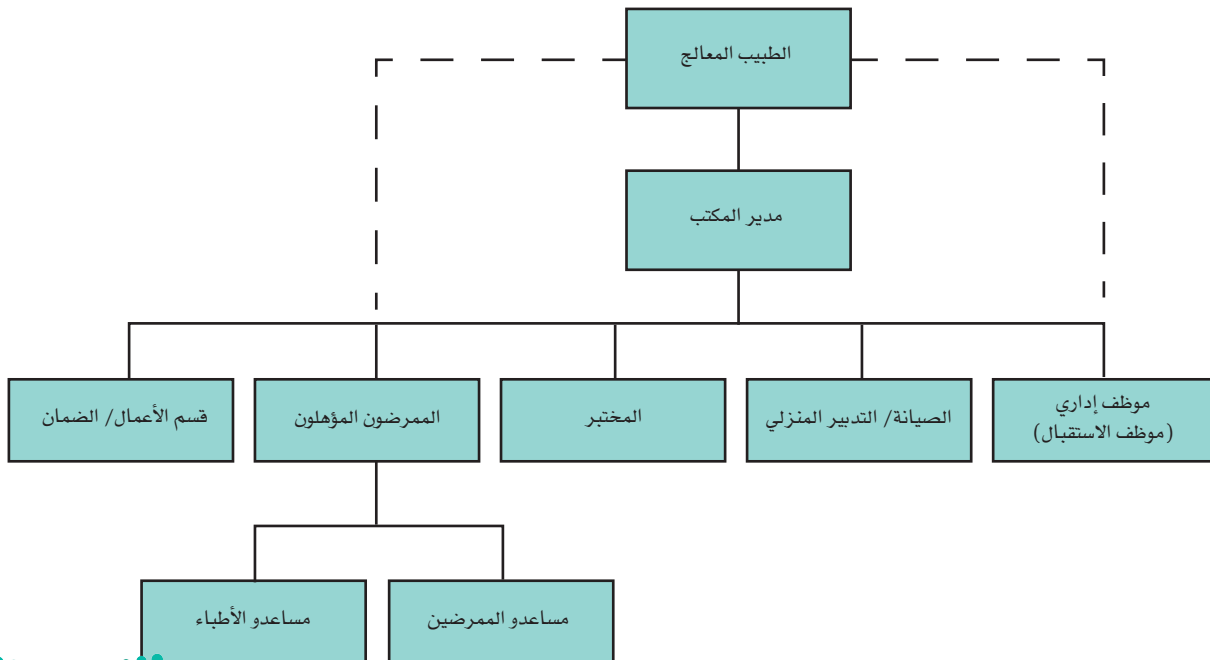 الطبيب المعالج
مدير المكتب
موظف إداري
(موظف الاستقبال)
الصيانة/ التدبير المنزلي
المختبر
الممرضون المؤهلون
قسم الأعمال/ الضمان
مساعدو الممرضين
مساعدو الأطباء